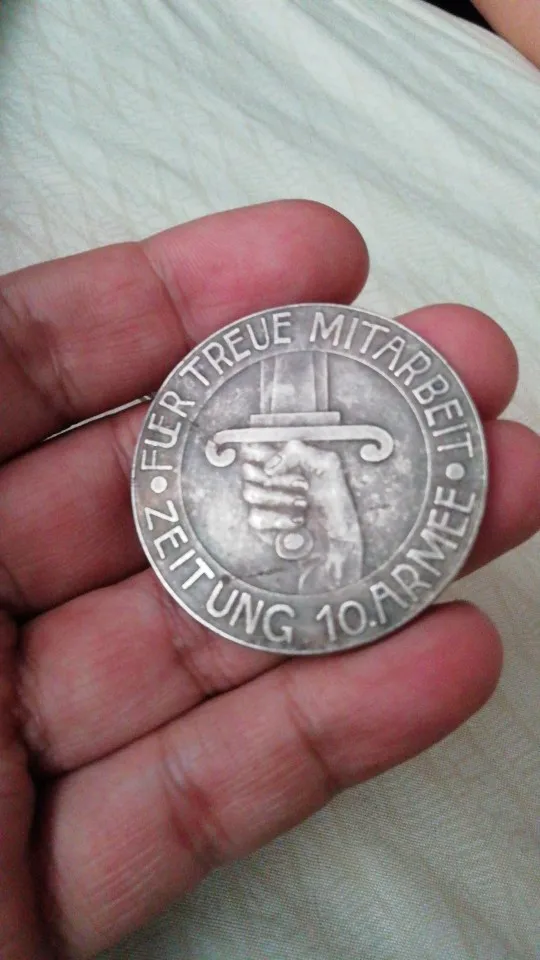 • FUER TREUE MITARBEIT •
ZEITUNG 10. ARMEE